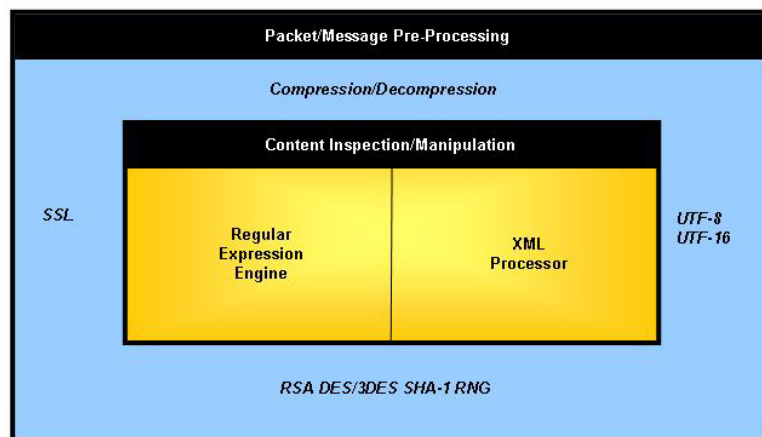 Packet/Message Pre-Processing
Compression/Decompression
Content Inspection/Manipulation
SSL
Regular
Expression
Engine
XML
Processor
UTF-8
UTF-16
RSA DES/3DES SHA-1 RNG